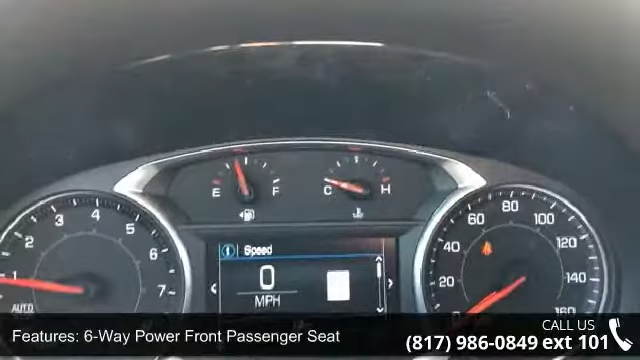 E F C H
1 2 3 4 5 6 7
AUTO
Speed
0
MPH
0 20 40 60 80 100 120 140 160
Features: 6-Way Power Front Passenger Seat
CALL US
(817) 986-0849 ext 101